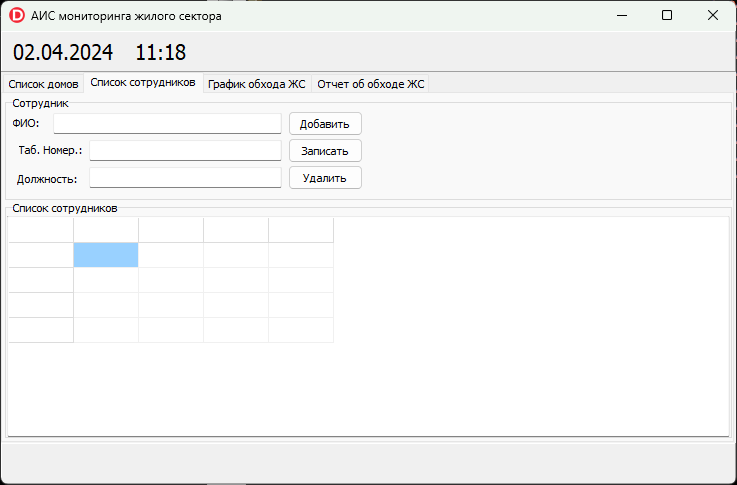 АИС мониторинга жилого сектора
02.04.2024 11:18
Список домов Список сотрудников График обхода ЖС Отчет об обходе ЖС
Сотрудник
ФИО: Добавить
Таб. Номер.: Записать
Должность: Удалить
Список сотрудников